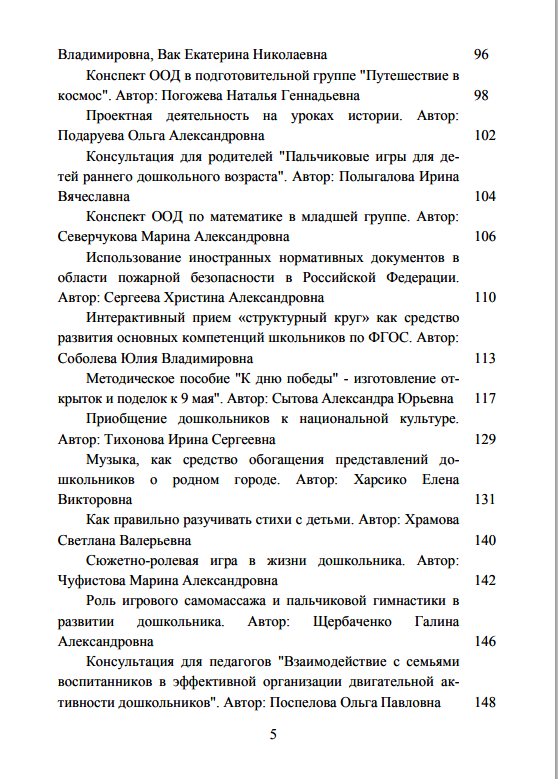 Владимировна, Вак Екатерина Николаевна 96
Конспект ООД в подготовительной группе "Путешествие в
космос". Автор: Погожева Наталья Геннадьевна 98
Проектная деятельность на уроках истории. Автор:
Подаруева Ольга Александровна 102
Консультация для родителей "Пальчиковые игры для де-
тей раннего дошкольного возраста". Автор: Полыгалова Ирина
Вячеславна 104
Конспект ООД по математике в младшей группе. Автор:
Северчукова Марина Александровна 106
Использование иностранных нормативных документов в
области пожарной безопасности в Российской Федерации.
Автор: Сергеева Христина Александровна 110
Интерактивный прием «структурный круг» как средство
развития основных компетенций школьников по ФГОС. Автор:
Соболева Юлия Владимировна 113
Методическое пособие "К дню победы" - изготовление от-
крыток и поделок к 9 мая". Автор: Сытова Александра Юрьевна 117
Приобщение дошкольников к национальной культуре.
Автор: Тихонова Ирина Сергеевна 129
Музыка, как средство обогащения представлений до-
школьников о родном городе. Автор: Харсико Елена
Викторовна 131
Как правильно разучивать стихи с детьми. Автор: Храмова
Светлана Валерьевна 140
Сюжетно-ролевая игра в жизни дошкольника. Автор:
Чуфистова Марина Александровна 142
Роль игрового самомассажа и пальчиковой гимнастики в
развитии дошкольника. Автор: Щербаченко Галина
Александровна 146
Консультация для педагогов "Взаимодействие с семьями
воспитанников в эффективной организации двигательной ак-
тивности дошкольников". Автор: Поспелова Ольга Павловна 148
5